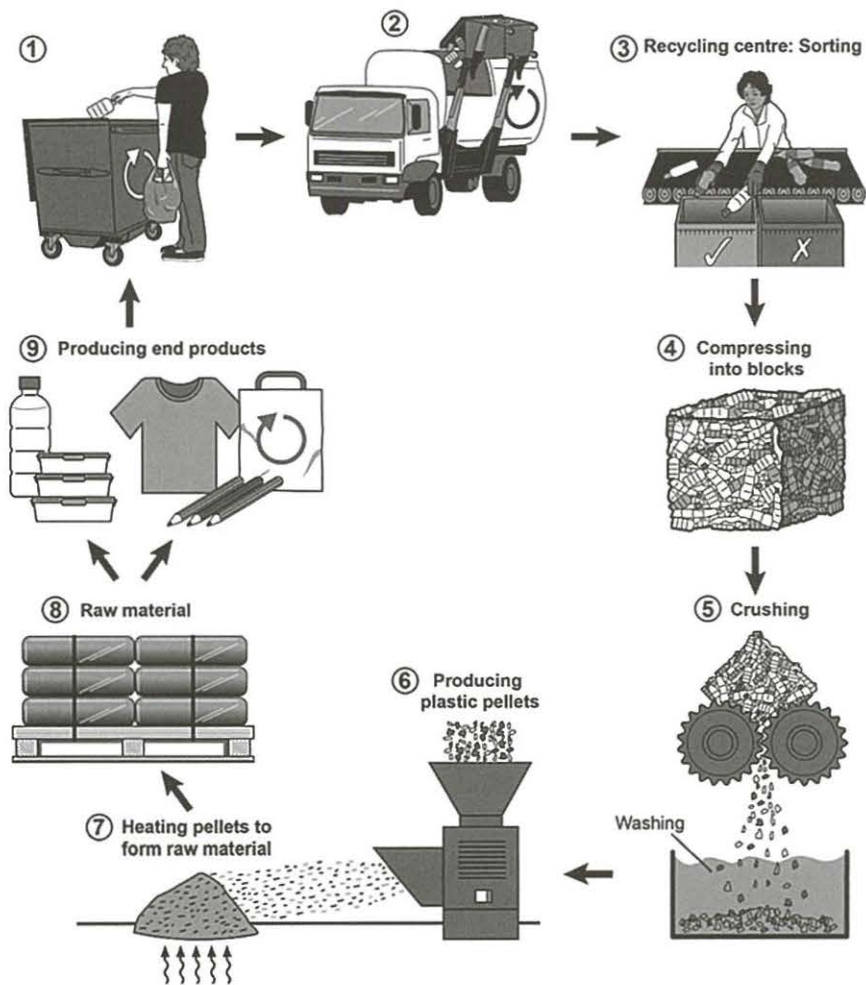 ①
②
③ Recycling centre: Sorting
✓ X
④ Compressing
into blocks
⑤ Crushing
Washing
⑥ Producing
plastic pellets
⑦ Heating pellets to
form raw material
⑧ Raw material
⑨ Producing end products